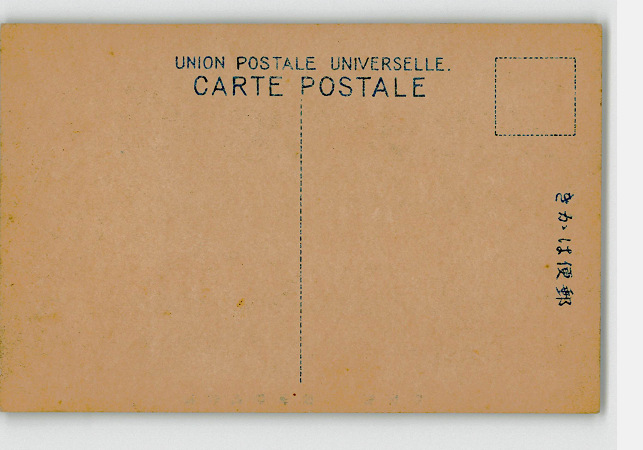 UNION POSTALE UNIVERSELLE.
CARTE POSTALE
郵便はかき